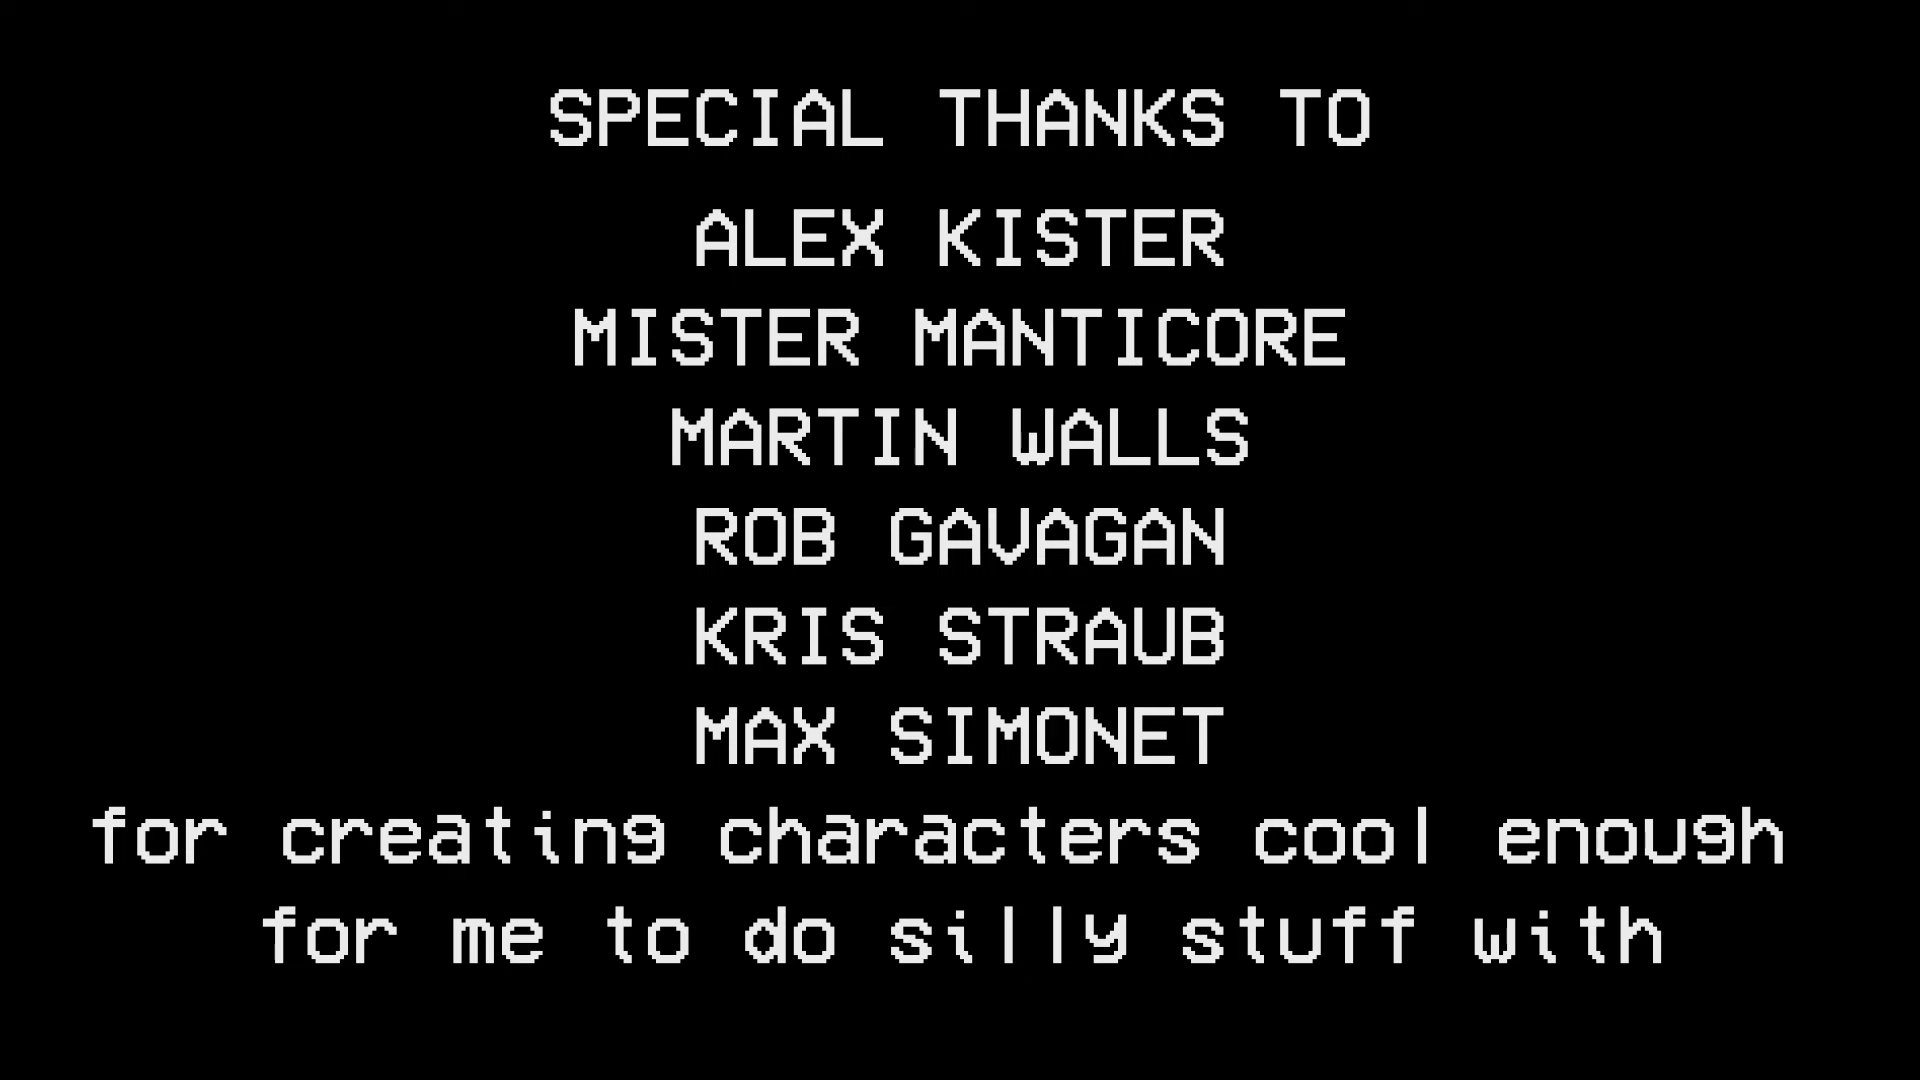 SPECIAL THANKS TO
ALEX KISTER
MISTER MANTICORE
MARTIN WALLS
ROB GAVAGAN
KRIS STRAUB
MAX SIMONET
for creating characters cool enough
for me to do silly stuff with